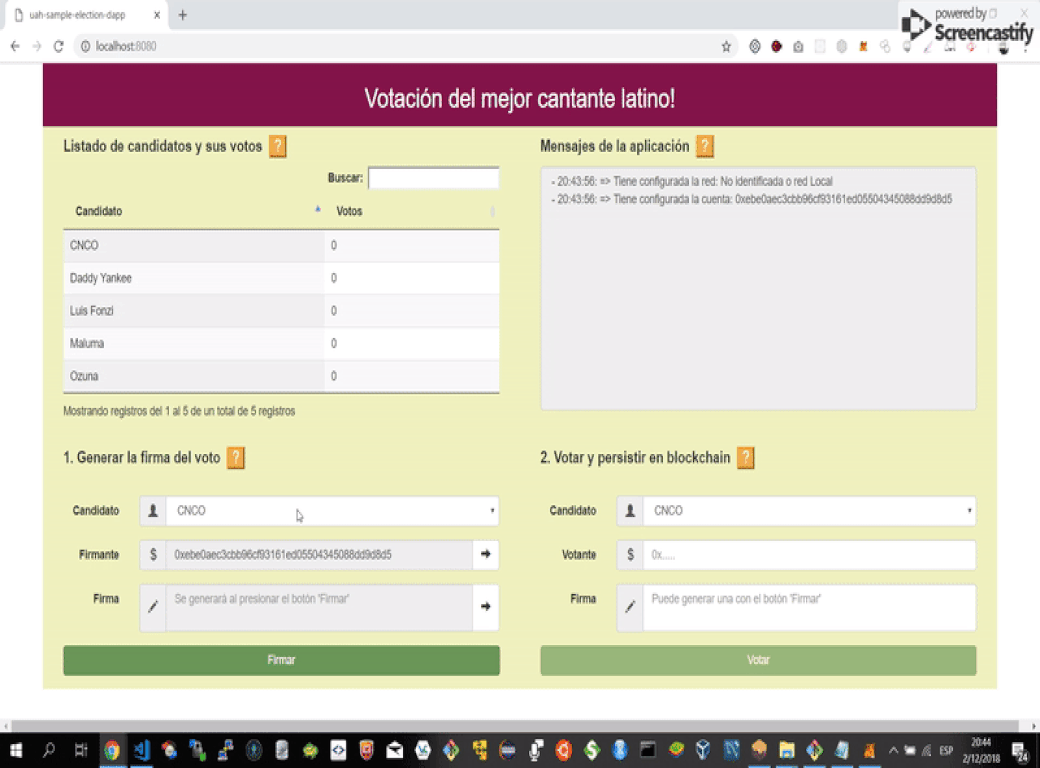 uah-sample-election-dapp
powered by
Screencastify
localhost:8080
Votación del mejor cantante latino!
Listado de candidatos y sus votos ?
Buscar:
Candidato Votos
CNCO 0
Daddy Yankee 0
Luis Fonzi 0
Maluma 0
Ozuna 0
Mostrando registros del 1 al 5 de un total de 5 registros
Mensajes de la aplicación ?
- 20:43:56: => Tiene configurada la red: No identificada o red Local
- 20:43:56: => Tiene configurada la cuenta: 0xebe0aec3cbb96cf93161ed05504345088dd9d8d5
1. Generar la firma del voto ?
Candidato CNCO
Firmante $ 0xebe0aec3cbb96cf93161ed05504345088dd9d8d5
Firma Se generará al presionar el botón 'Firmar'
Firmar
2. Votar y persistir en blockchain ?
Candidato CNCO
Votante $ 0x.....
Firma Puede generar una con el botón 'Firmar'
Votar
ESP
20:44
2/12/2018
24